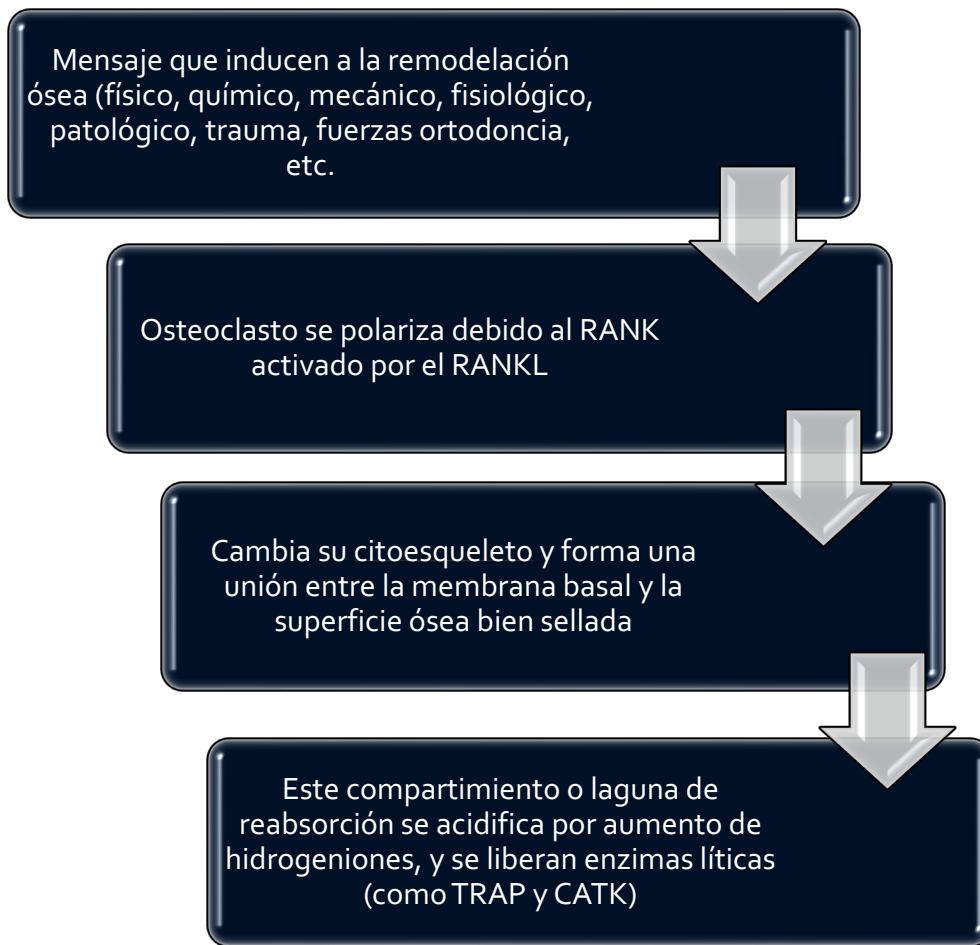 Mensaje que inducen a la remodelación
ósea (físico, químico, mecánico, fisiológico,
patológico, trauma, fuerzas ortodoncia,
etc.
Osteoclasto se polariza debido al RANK
activado por el RANKL
Cambia su citoesqueleto y forma una
unión entre la membrana basal y la
superficie ósea bien sellada
Este compartimiento o laguna de
reabsorción se acidifica por aumento de
hidrogeniones, y se liberan enzimas líticas
(como TRAP y CATK)